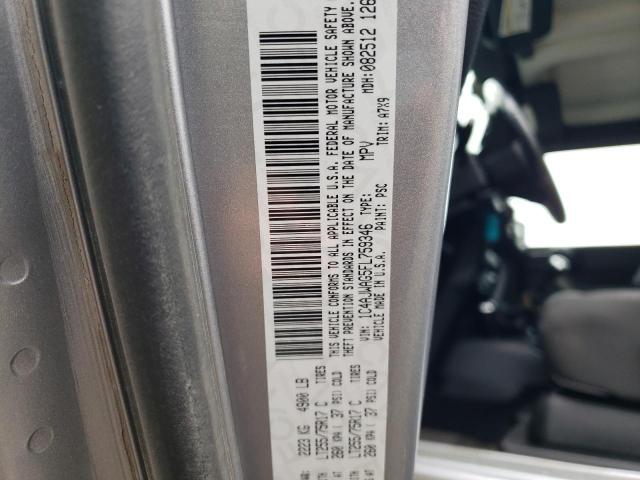 2223 KG 4900 LB
LT255/75R17 C TIRES
260 KPA ( 37 PSI) COLD
LT255/75R17 C TIRES
260 KPA ( 37 PSI) COLD
THIS VEHICLE CONFORMS TO ALL APPLICABLE U.S.A. FEDERAL MOTOR VEHICLE SAFETY
THEFT PREVENTION STANDARDS IN EFFECT ON THE DATE OF MANUFACTURE SHOWN ABOVE.
VIN: 1C4AJWAG5FL759346 TYPE: MPV MDH: 082512 126
VEHICLE MADE IN U.S.A. PAINT: PSC TRIM: A7X9